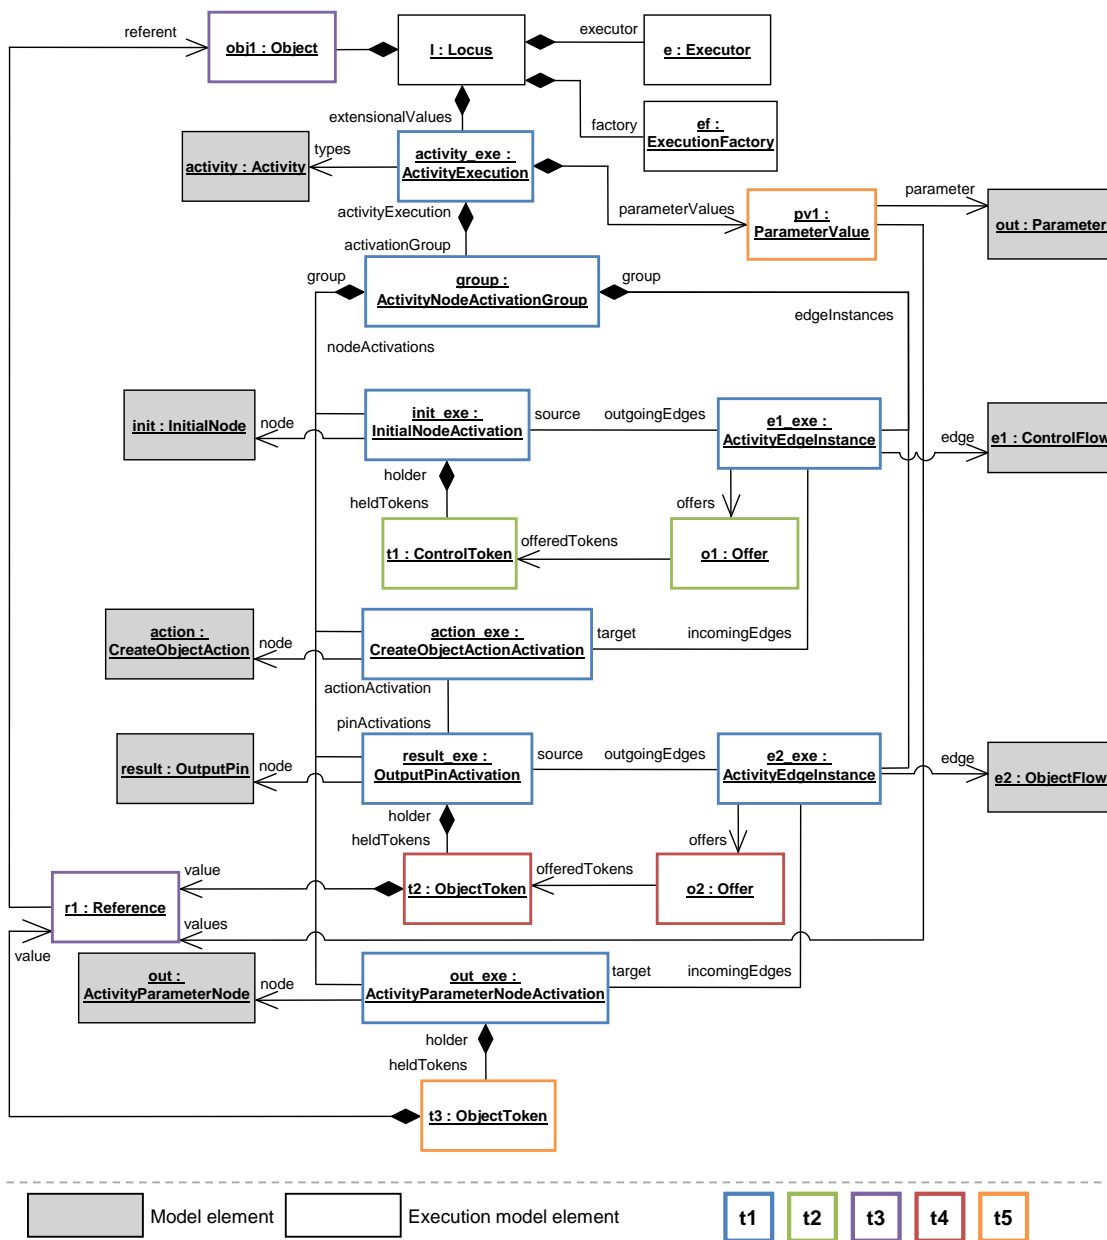 referent
obj1 : Object
l : Locus
executor
e : Executor
extensionalValues
factory
ef :
ExecutionFactory
activity : Activity
types
activity_exe :
ActivityExecution
activityExecution
parameterValues
pv1 :
ParameterValue
parameter
out : Parameter
activationGroup
group
group :
ActivityNodeActivationGroup
group
edgeInstances
nodeActivations
init : InitialNode
node
init_exe :
InitialNodeActivation
source
outgoingEdges
e1_exe :
ActivityEdgeInstance
edge
e1 : ControlFlow
holder
heldTokens
offers
t1 : ControlToken
offeredTokens
o1 : Offer
action :
CreateObjectAction
node
action_exe :
CreateObjectActionActivation
target
incomingEdges
actionActivation
pinActivations
result : OutputPin
node
result_exe :
OutputPinActivation
source
outgoingEdges
e2_exe :
ActivityEdgeInstance
edge
e2 : ObjectFlow
holder
heldTokens
offers
value
t2 : ObjectToken
offeredTokens
o2 : Offer
r1 : Reference
values
value
out :
ActivityParameterNode
node
out_exe :
ActivityParameterNodeActivation
target
incomingEdges
holder
heldTokens
t3 : ObjectToken
Model element
Execution model element
t1
t2
t3
t4
t5